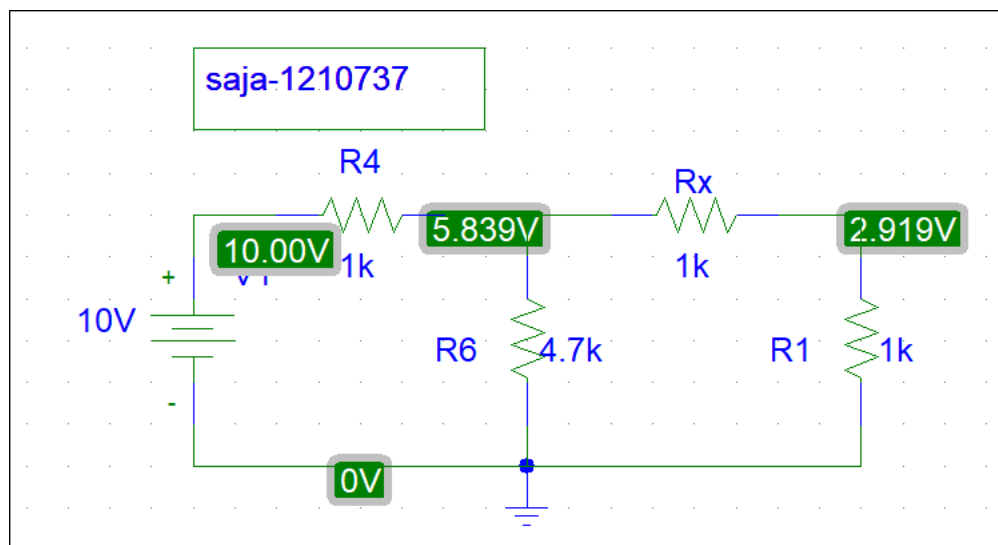 saja-1210737
R4
Rx
10.00V
5.839V
2.919V
1k
1k
+
10V
R6
4.7k
R1
1k
-
0V